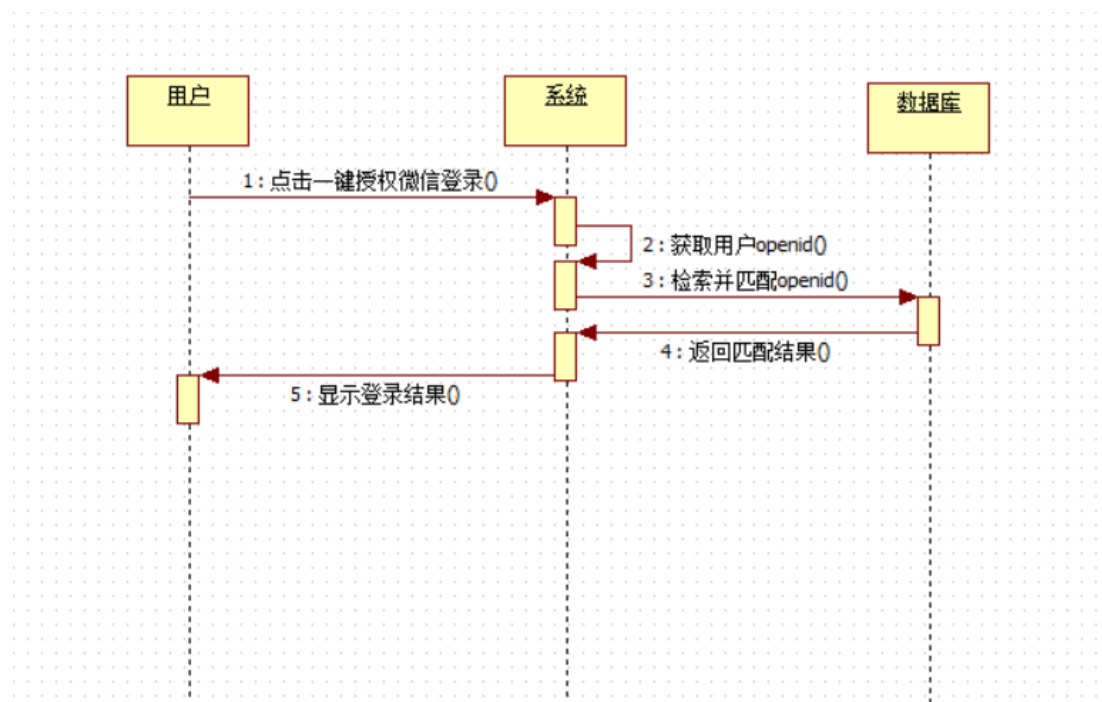 用户
系统
数据库
1:点击一键授权微信登录()
2:获取用户openid()
3:检索并匹配openid()
4:返回匹配结果()
5:显示登录结果()